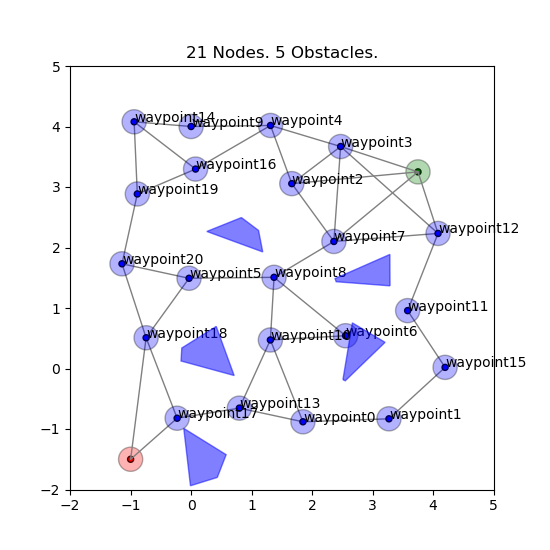 21 Nodes. 5 Obstacles.
5
waypoint14
waypoint9
waypoint4
4
waypoint3
waypoint16
waypoint2
3
waypoint19
waypoint12
waypoint7
2
waypoint20
waypoint5
waypoint8
1
waypoint11
waypoint18
waypoint6
0
waypoint15
waypoint13
−1
waypoint17
waypoint0
waypoint1
−2
−2 −1 0 1 2 3 4 5